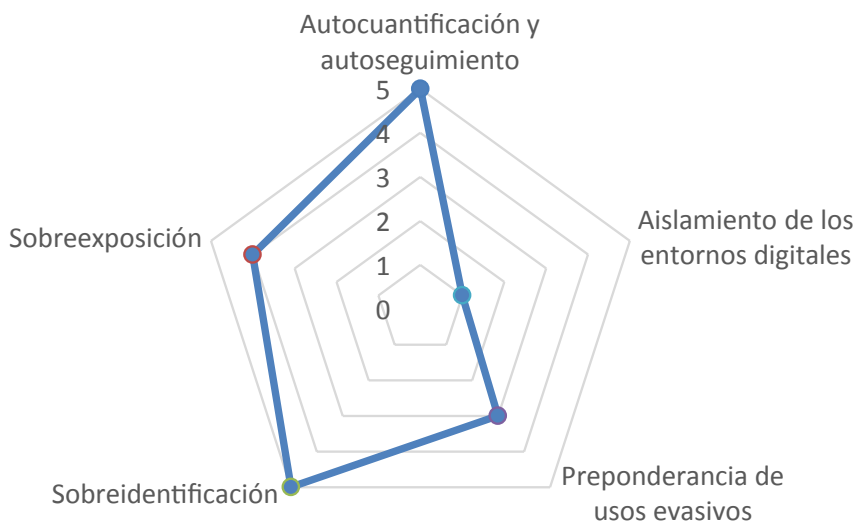 Autocuantificación y
autoseguimiento
5
4
3
2
1
0
Aislamiento de los
entornos digitales
Preponderancia de
usos evasivos
Sobreidentificación
Sobreexposición